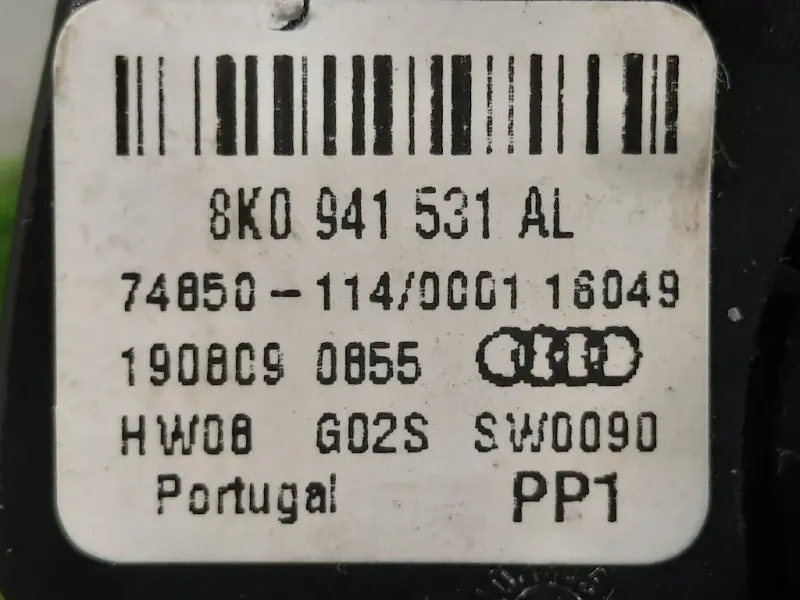 8K0 941 531 AL
74850-114/0001 16049
190809 0855
HW08 G02S SW0090
Portugal PP1